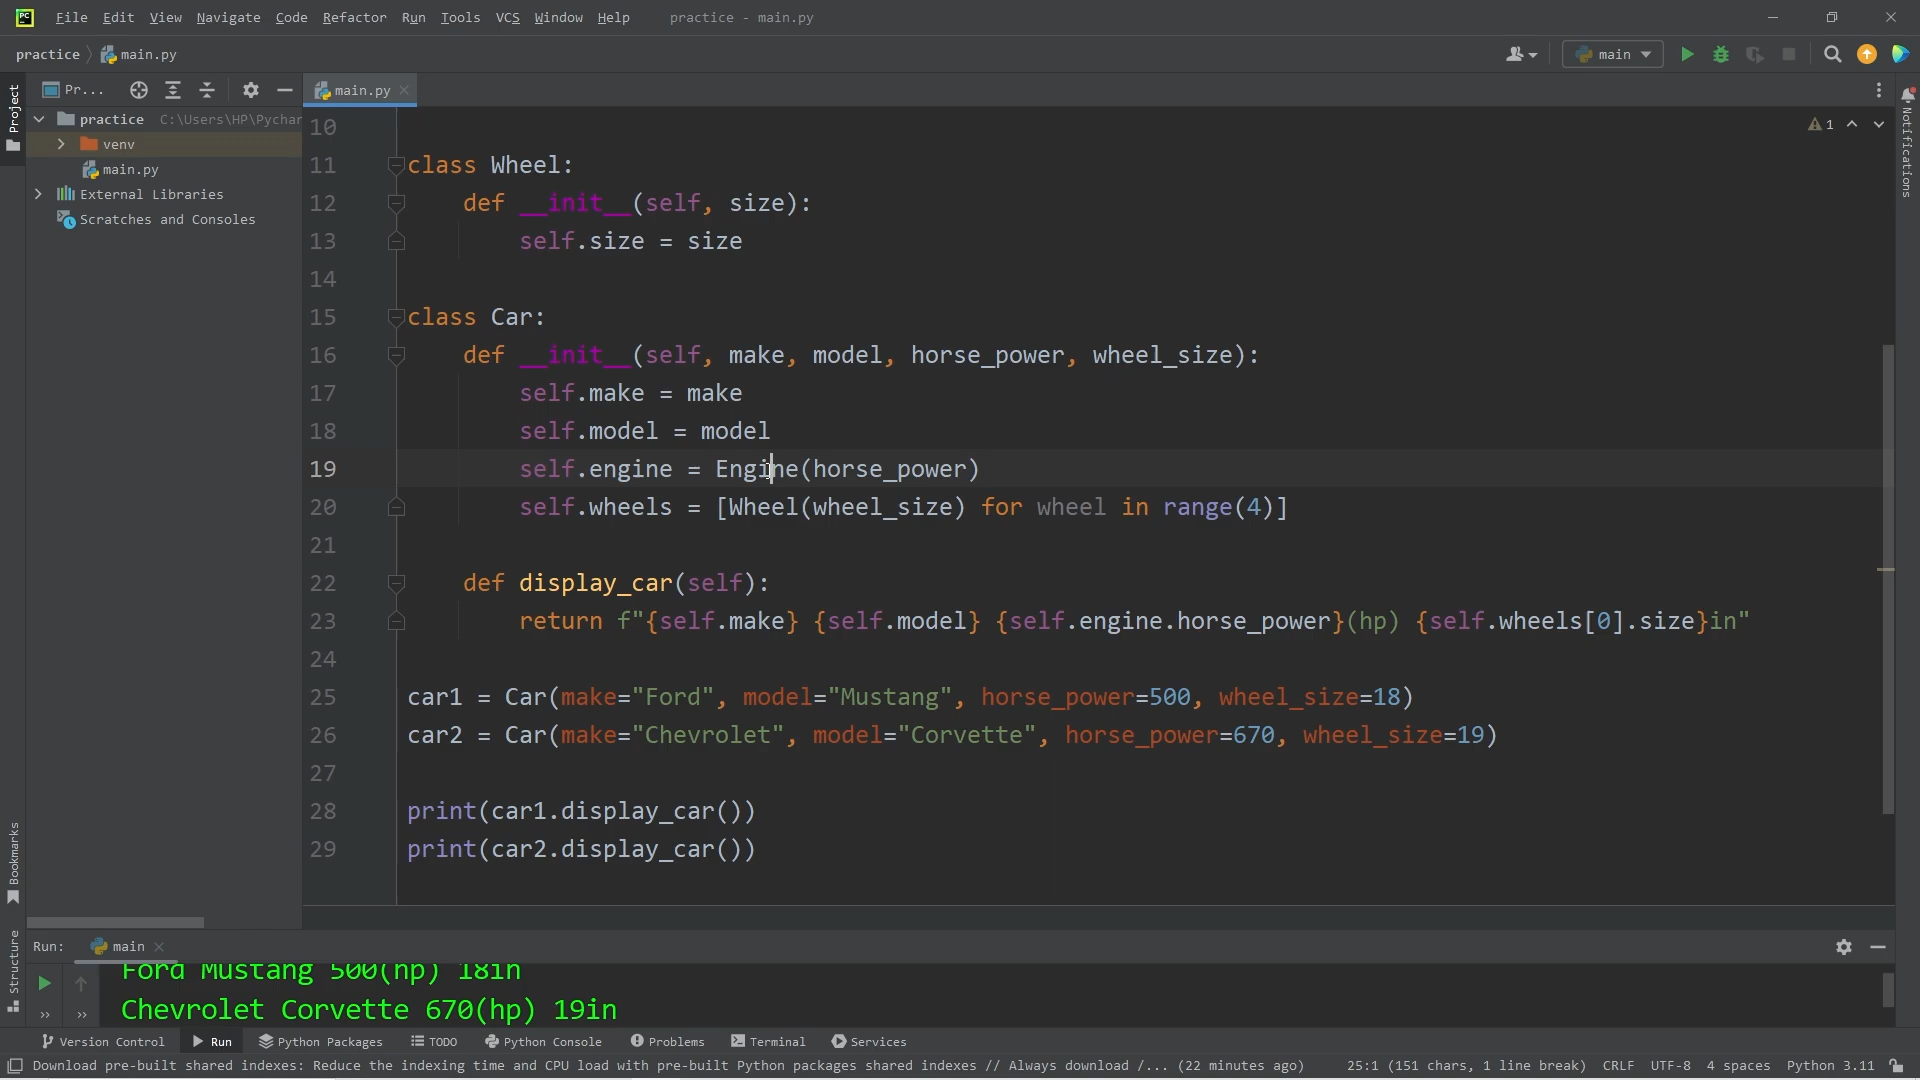 PC File Edit View Navigate Code Refactor Run Tools VCS Window Help practice - main.py
practice main.py main
Project
Pr... main.py
practice C:\Users\HP\Pychar
venv
main.py
External Libraries
Scratches and Consoles
1
Notifications
10
11 class Wheel:
12 def __init__(self, size):
13 self.size = size
14
15 class Car:
16 def __init__(self, make, model, horse_power, wheel_size):
17 self.make = make
18 self.model = model
19 self.engine = Engine(horse_power)
20 self.wheels = [Wheel(wheel_size) for wheel in range(4)]
21
22 def display_car(self):
23 return f"{self.make} {self.model} {self.engine.horse_power}(hp) {self.wheels[0].size}in"
24
25 car1 = Car(make="Ford", model="Mustang", horse_power=500, wheel_size=18)
26 car2 = Car(make="Chevrolet", model="Corvette", horse_power=670, wheel_size=19)
27
28 print(car1.display_car())
29 print(car2.display_car())
Bookmarks
Structure
Run: main
Ford Mustang 500(hp) 18in
Chevrolet Corvette 670(hp) 19in
Version Control Run Python Packages TODO Python Console Problems Terminal Services
Download pre-built shared indexes: Reduce the indexing time and CPU load with pre-built Python packages shared indexes // Always download /... (22 minutes ago) 25:1 (151 chars, 1 line break) CRLF UTF-8 4 spaces Python 3.11